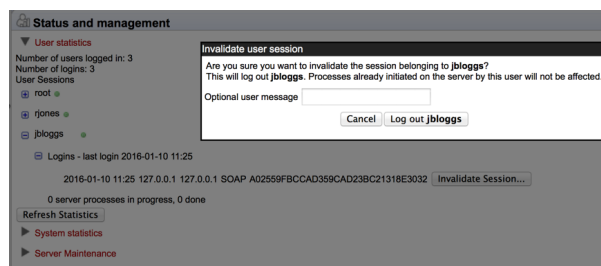 Status and management
User statistics
Number of users logged in: 3
Number of logins: 3
User Sessions
root
rjones
jbloggs
Logins - last login 2016-01-10 11:25
2016-01-10 11:25 127.0.0.1 127.0.0.1 SOAP A02559FBCCAD359CAD23BC21318E3032 Invalidate Session...
0 server processes in progress, 0 done
Refresh Statistics
System statistics
Server Maintenance
Invalidate user session
Are you sure you want to invalidate the session belonging to jbloggs?
This will log out jbloggs. Processes already initiated on the server by this user will not be affected.
Optional user message
Cancel Log out jbloggs